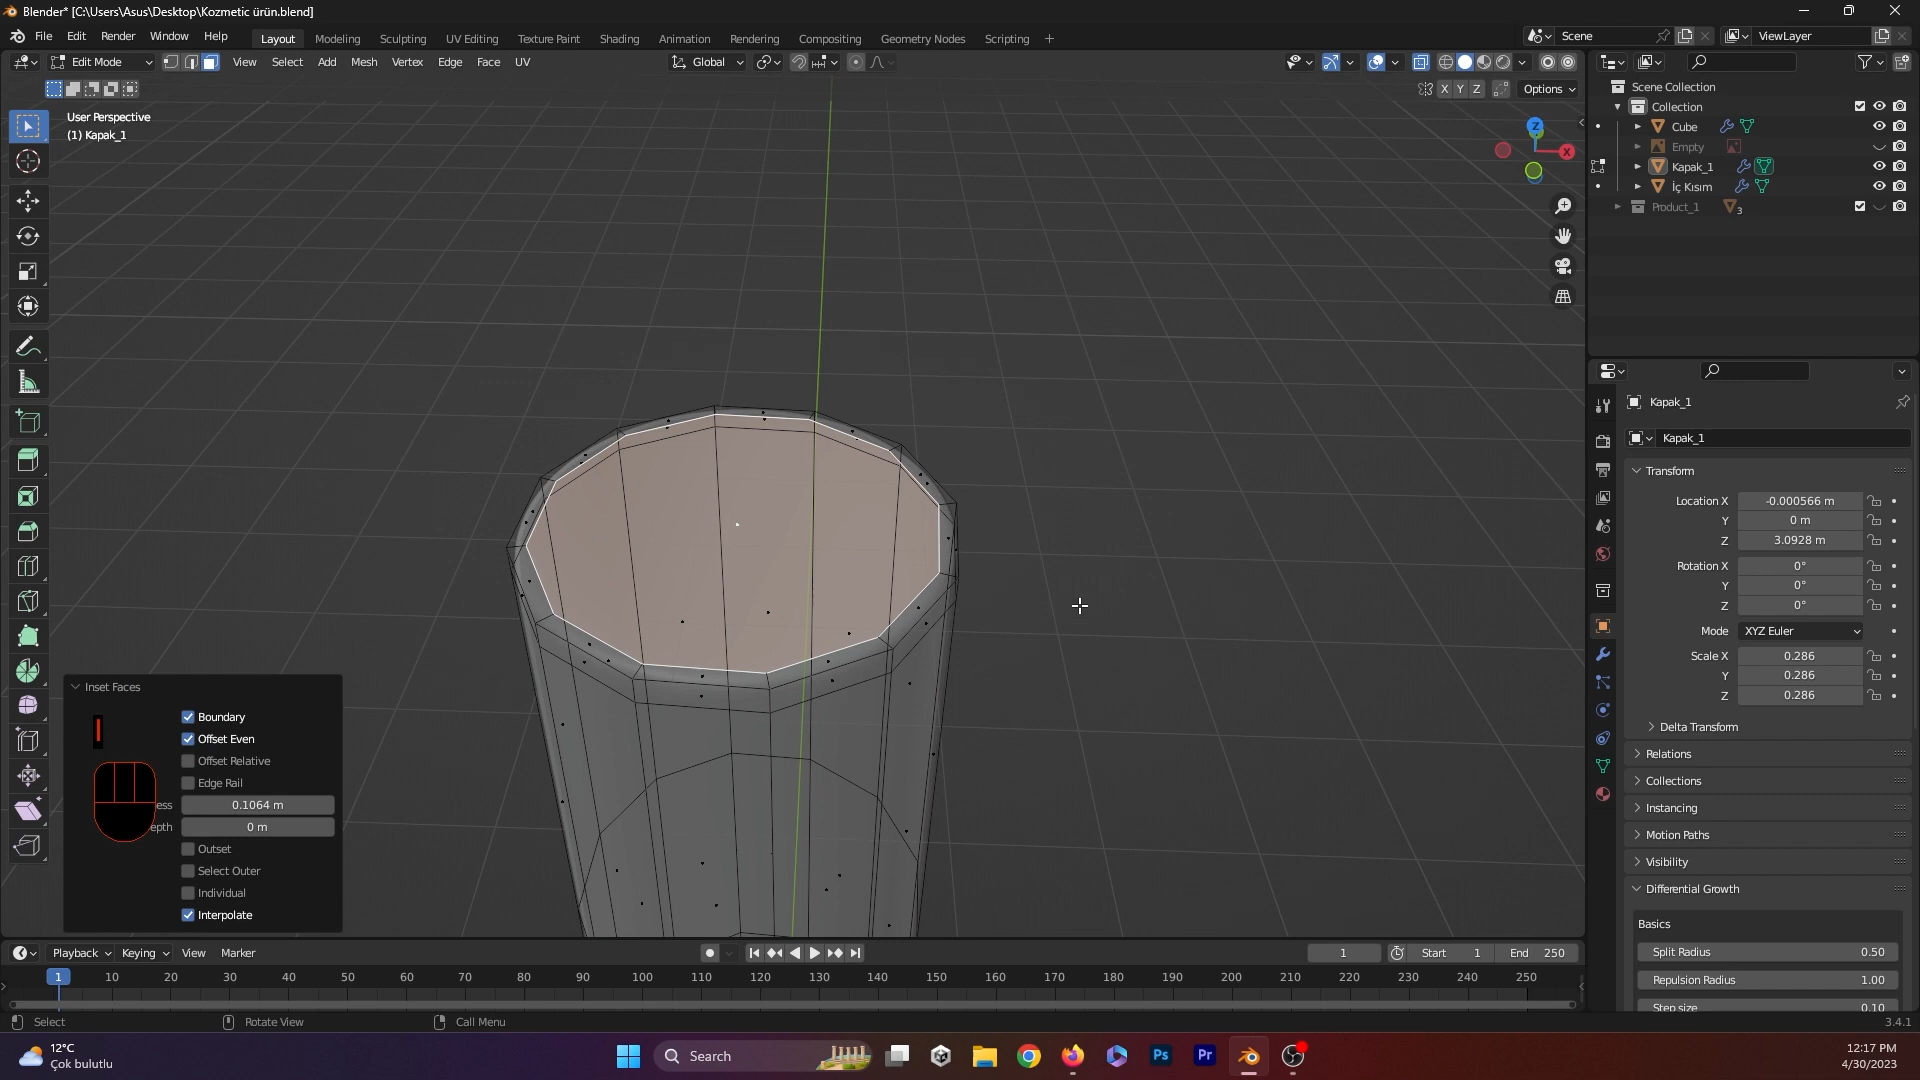 Blender* [C:\Users\Asus\Desktop\Kozmetic ürün.blend]
File Edit Render Window Help Layout Modeling Sculpting UV Editing Texture Paint Shading Animation Rendering Compositing Geometry Nodes Scripting + Scene ViewLayer
Edit Mode View Select Add Mesh Vertex Edge Face UV Global
X Y Z Options
User Perspective
(1) Kapak_1
Z
X
Scene Collection
Collection
Cube
Empty
Kapak_1
İç Kısım
Product_1 3
Kapak_1
Kapak_1
Transform
Location X -0.000566 m
Y 0 m
Z 3.0928 m
Rotation X 0°
Y 0°
Z 0°
Mode XYZ Euler
Scale X 0.286
Y 0.286
Z 0.286
Delta Transform
Relations
Collections
Instancing
Motion Paths
Visibility
Differential Growth
Basics
Split Radius 0.50
Repulsion Radius 1.00
Step size 0.10
Inset Faces
Boundary
Offset Even
Offset Relative
Edge Rail
ess 0.1064 m
epth 0 m
Outset
Select Outer
Individual
Interpolate
Playback Keying View Marker 1 Start 1 End 250
1 10 20 30 40 50 60 70 80 90 100 110 120 130 140 150 160 170 180 190 200 210 220 230 240 250
Select Rotate View Call Menu 3.4.1
12°C
Çok bulutlu
Search
Ps Pr
12:17 PM
4/30/2023